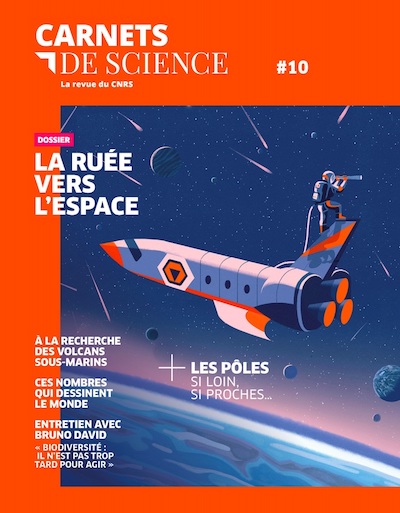 CARNETS
DE SCIENCE
La revue du CNRS
#10
DOSSIER
LA RUÉE
VERS
L'ESPACE
À LA RECHERCHE
DES VOLCANS
SOUS-MARINS
CES NOMBRES
QUI DESSINENT
LE MONDE
ENTRETIEN AVEC
BRUNO DAVID
« BIODIVERSITÉ :
IL N'EST PAS TROP
TARD POUR AGIR »
+ LES PÔLES
SI LOIN,
SI PROCHES...